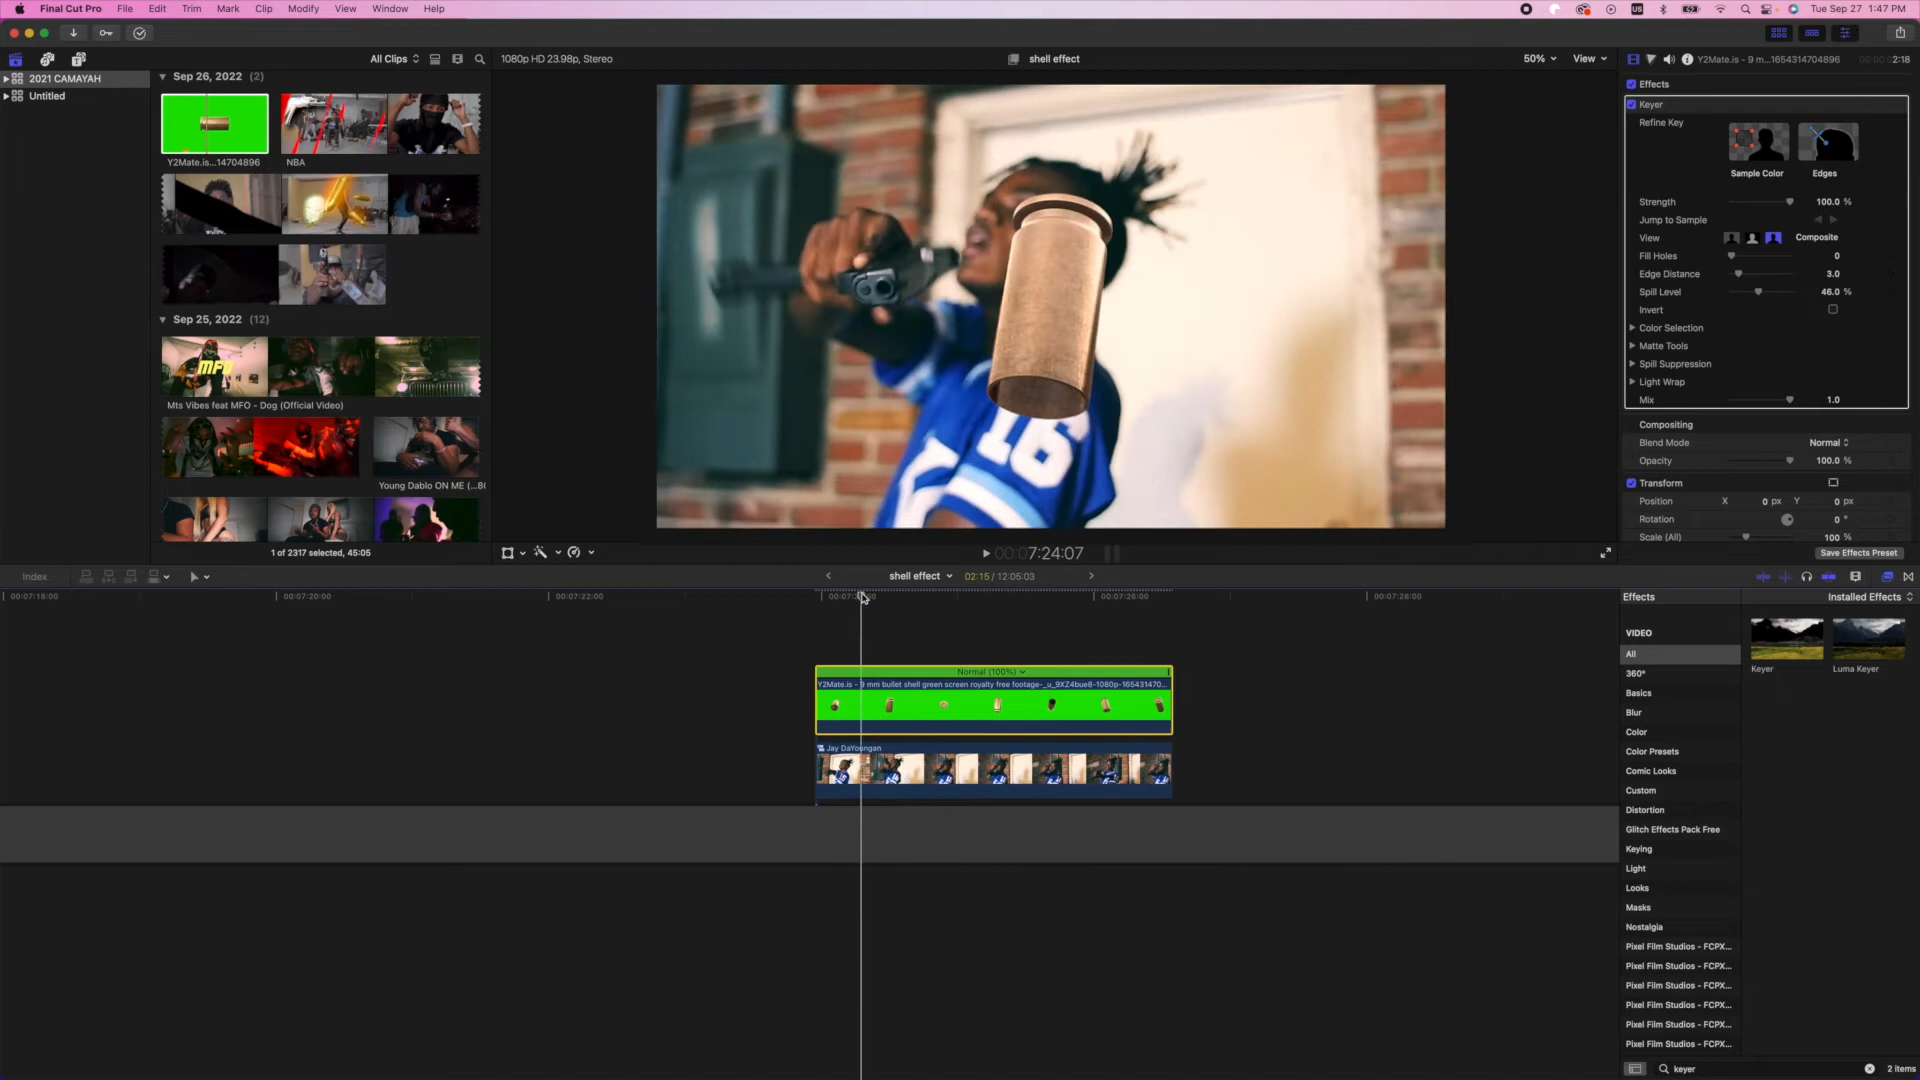 Final Cut Pro File Edit Trim Mark Clip Modify View Window Help
US Tue Sep 27 1:47 PM
All Clips
1080p HD 23.98p, Stereo
shell effect
50% View
Y2Mate.is - 9 m...1654314704896
2:18
2021 CAMAYAH
Untitled
Sep 26, 2022 (2)
Y2Mate.is...14704896
NBA
Sep 25, 2022 (12)
MFO
Mts Vibes feat MFO - Dog (Official Video)
Young Dablo ON ME (...
1 of 2317 selected, 45:05
16
00:00:7:24:07
Effects
Keyer
Refine Key
Sample Color
Edges
Strength 100.0 %
Jump to Sample
View Composite
Fill Holes 0
Edge Distance 3.0
Spill Level 46.0 %
Invert
Color Selection
Matte Tools
Spill Suppression
Light Wrap
Mix 1.0
Compositing
Blend Mode Normal
Opacity 100.0 %
Transform
Position X 0 px Y 0 px
Rotation 0 °
Scale (All) 100 %
Save Effects Preset
Index
shell effect 02:15 / 12:05:03
00:07:18:00
00:07:20:00
00:07:22:00
00:07:26:00
00:07:28:00
Normal (100%)
Y2Mate.is - 9 mm bullet shell green screen royalty free footage-_u_9XZ4bue8-1080p-165431470...
Jay DaYoungan
Effects
Installed Effects
VIDEO
All
360°
Basics
Blur
Color
Color Presets
Comic Looks
Custom
Distortion
Glitch Effects Pack Free
Keying
Light
Looks
Masks
Nostalgia
Pixel Film Studios - FCPX...
Pixel Film Studios - FCPX...
Pixel Film Studios - FCPX...
Pixel Film Studios - FCPX...
Pixel Film Studios - FCPX...
Pixel Film Studios - FCPX...
Keyer
Luma Keyer
keyer
2 items